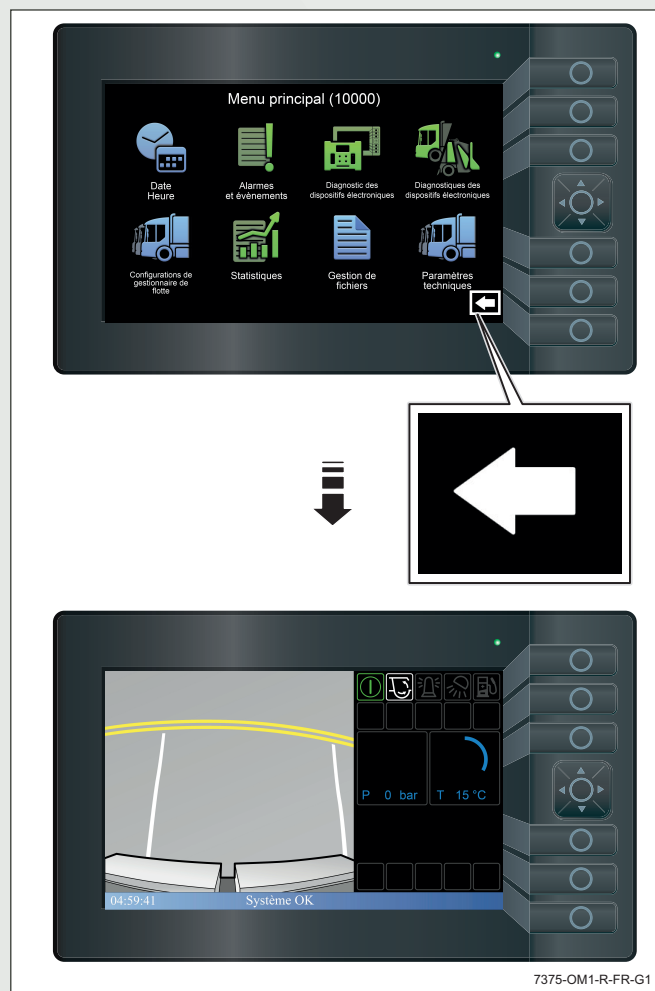 Menu principal (10000)
Date
Heure
Alarmes
et évènements
Diagnostic des
dispositifs électroniques
Diagnostiques des
dispositifs électroniques
Configurations de
gestionnaire de
flotte
Statistiques
Gestion de
fichiers
Paramètres
techniques
P 0 bar
T 15 °C
04:59:41 Système OK
7375-OM1-R-FR-G1